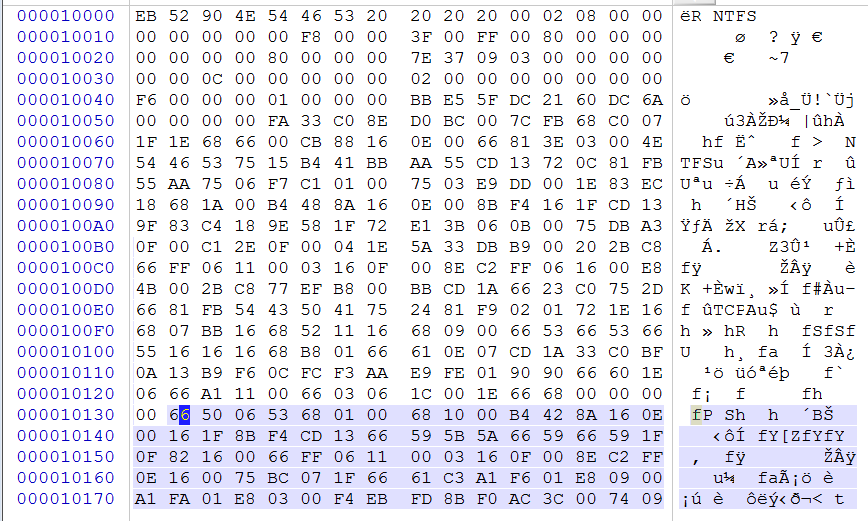 000010000 EB 52 90 4E 54 46 53 20 20 20 20 00 02 08 00 00 ëR NTFS
000010010 00 00 00 00 00 F8 00 00 3F 00 FF 00 80 00 00 00 ø ? ÿ €
000010020 00 00 00 00 80 00 00 00 7E 37 09 03 00 00 00 00 € ~7
000010030 00 00 0C 00 00 00 00 00 02 00 00 00 00 00 00 00
000010040 F6 00 00 00 01 00 00 00 BB E5 5F DC 21 60 DC 6A ö »å_Ü!`Üj
000010050 00 00 00 00 FA 33 C0 8E D0 BC 00 7C FB 68 C0 07 ú3ÀŽÐ¼ |ûhÀ
000010060 1F 1E 68 66 00 CB 88 16 0E 00 66 81 3E 03 00 4E hf Ëˆ f > N
000010070 54 46 53 75 15 B4 41 BB AA 55 CD 13 72 0C 81 FB TFSu ´A»ªUÍ r û
000010080 55 AA 75 06 F7 C1 01 00 75 03 E9 DD 00 1E 83 EC Uªu ÷Á u éÝ ƒì
000010090 18 68 1A 00 B4 48 8A 16 0E 00 8B F4 16 1F CD 13 h ´HŠ ‹ô Í
0000100A0 9F 83 C4 18 9E 58 1F 72 E1 3B 06 0B 00 75 DB A3 ŸƒÄ žX rá; uÛ£
0000100B0 0F 00 C1 2E 0F 00 04 1E 5A 33 DB B9 00 20 2B C8 Á. Z3Û¹ +È
0000100C0 66 FF 06 11 00 03 16 0F 00 8E C2 FF 06 16 00 E8 fÿ ŽÂÿ è
0000100D0 4B 00 2B C8 77 EF B8 00 BB CD 1A 66 23 C0 75 2D K +Èwï¸ »Í f#Àu-
0000100E0 66 81 FB 54 43 50 41 75 24 81 F9 02 01 72 1E 16 f ûTCPAu$ ù r
0000100F0 68 07 BB 16 68 52 11 16 68 09 00 66 53 66 53 66 h » hR h fSfSf
000010100 55 16 16 16 68 B8 01 66 61 0E 07 CD 1A 33 C0 BF U h¸ fa Í 3À¿
000010110 0A 13 B9 F6 0C FC F3 AA E9 FE 01 90 90 66 60 1E ¹ö üóªéþ f`
000010120 06 66 A1 11 00 66 03 06 1C 00 1E 66 68 00 00 00 f¡ f fh
000010130 00 66 50 06 53 68 01 00 68 10 00 B4 42 8A 16 0E fP Sh h ´BŠ
000010140 00 16 1F 8B F4 CD 13 66 59 5B 5A 66 59 66 59 1F ‹ôÍ fY[ZfYfY
000010150 0F 82 16 00 66 FF 06 11 00 03 16 0F 00 8E C2 FF ‚ fÿ ŽÂÿ
000010160 0E 16 00 75 BC 07 1F 66 61 C3 A1 F6 01 E8 09 00 u¼ faÃ¡ö è
000010170 A1 FA 01 E8 03 00 F4 EB FD 8B F0 AC 3C 00 74 09 ¡ú è ôëý‹ð¬< t